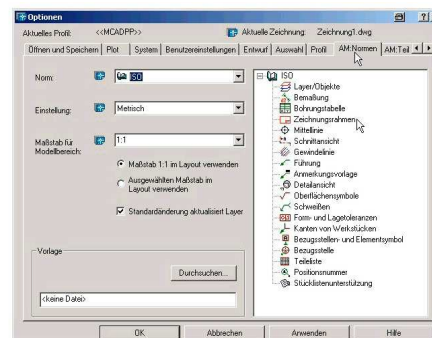 Optionen
Aktuelles Profil: <<MCADPP>> Aktuelle Zeichnung: Zeichnung1.dwg
Öffnen und Speichern Plot System Benutzereinstellungen Entwurf Auswahl Profil AM:Normen AM:Teil
Norm: ISO
Einstellung: Metrisch
Maßstab für Modellbereich: 1:1
Maßstab 1:1 im Layout verwenden
Ausgewählten Maßstab im
Layout verwenden
Standardänderung aktualisiert Layer
Vorlage
Durchsuchen...
<keine Datei>
ISO
Layer/Objekte
Bemaßung
Bohrungstabelle
Zeichnungsrahmen
Mittellinie
Schnittansicht
Gewindelinie
Führung
Anmerkungsvorlage
Detailansicht
Oberflächensymbole
Schweißen
Form- und Lagetoleranzen
Kanten von Werkstücken
Bezugsstellen- und Elementsymbol
Bezugsstelle
Teileliste
Positionsnummer
Stücklistenunterstützung
OK Abbrechen Anwenden Hilfe